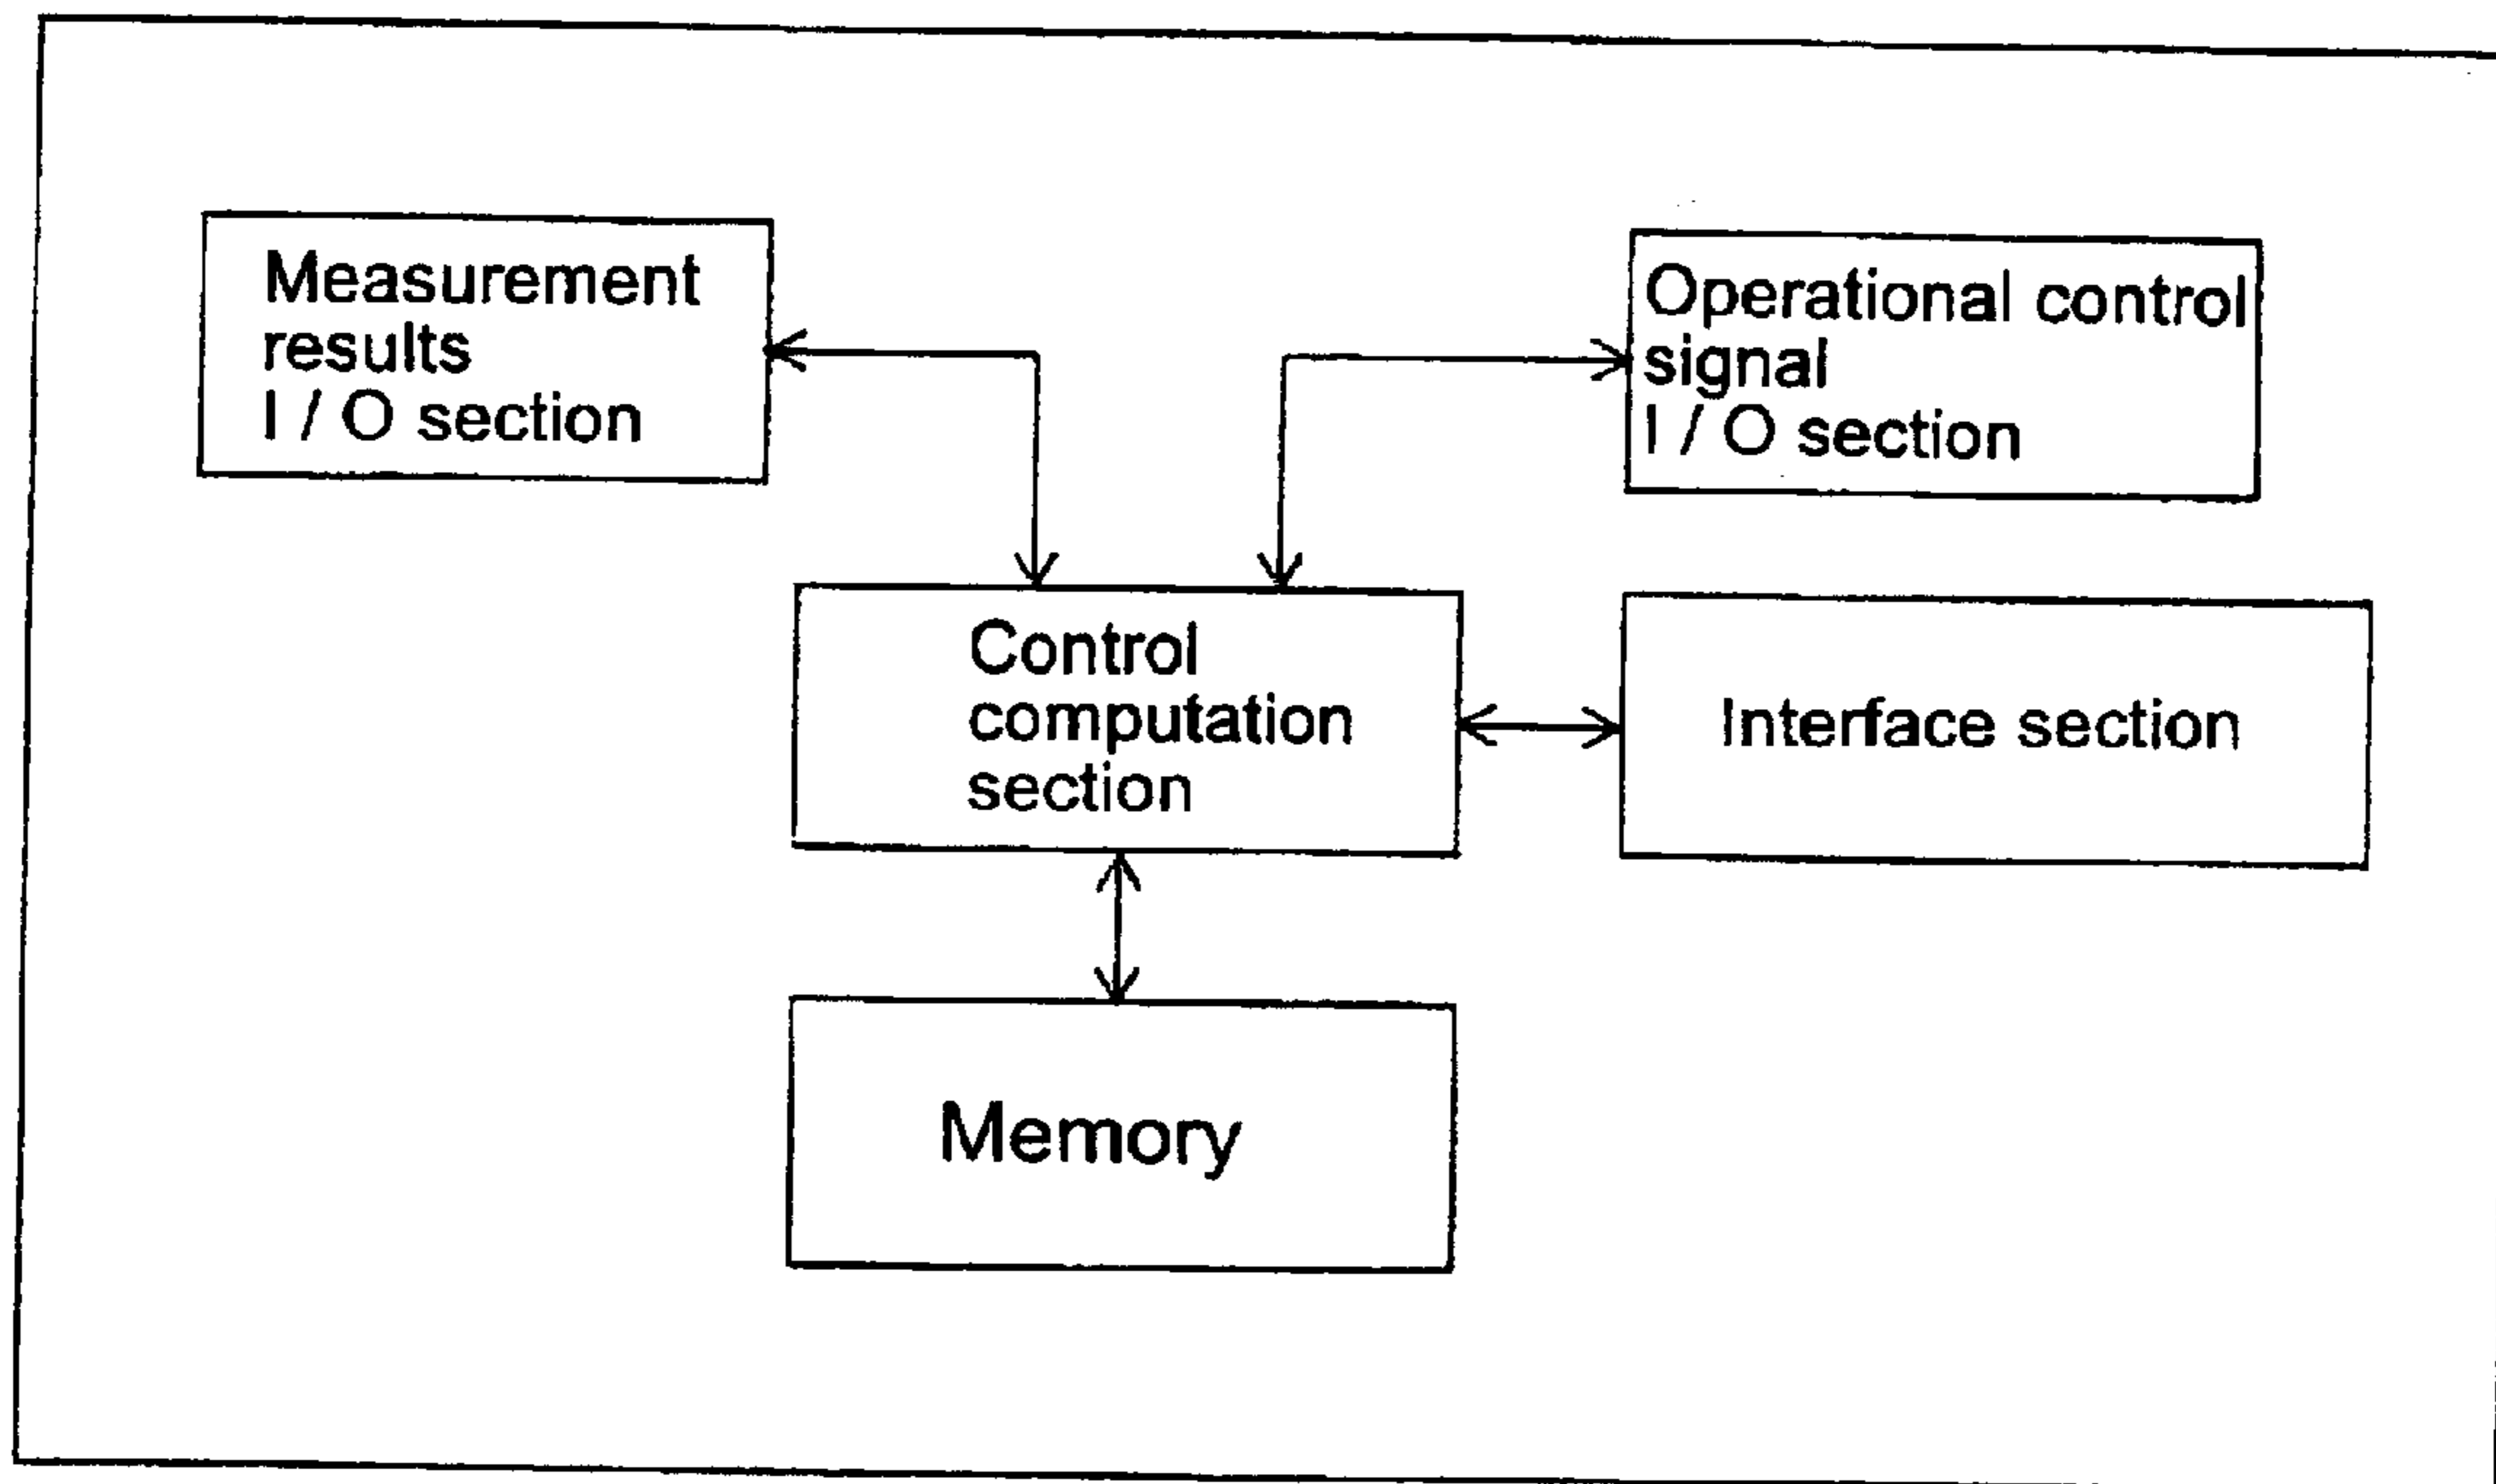 Measurement
results
I / O section
Operational control
signal
I / O section
Control
computation
section
Interface section
Memory